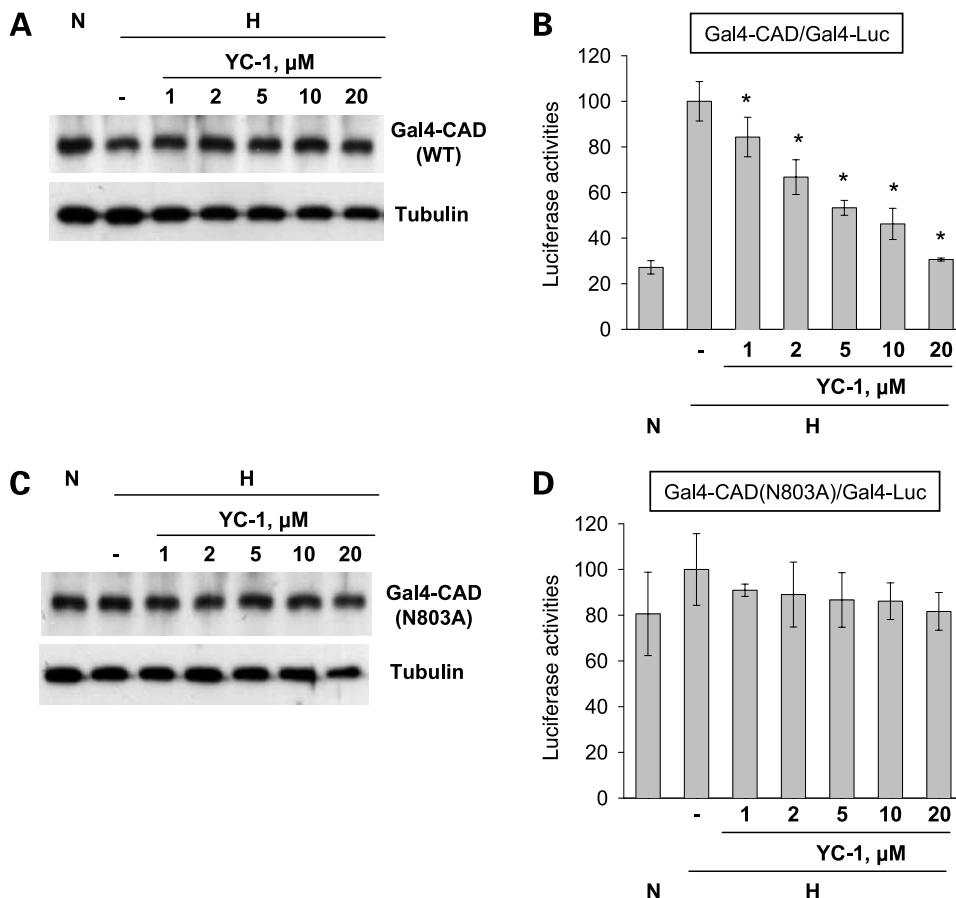 A
N
H
YC-1, µM
- 1 2 5 10 20
Gal4-CAD
(WT)
Tubulin
B
Gal4-CAD/Gal4-Luc
Luciferase activities
120
100
80
60
40
20
0
* * * * *
- 1 2 5 10 20
YC-1, µM
N H
C
N
H
YC-1, µM
- 1 2 5 10 20
Gal4-CAD
(N803A)
Tubulin
D
Gal4-CAD(N803A)/Gal4-Luc
Luciferase activities
120
100
80
60
40
20
0
- 1 2 5 10 20
YC-1, µM
N H